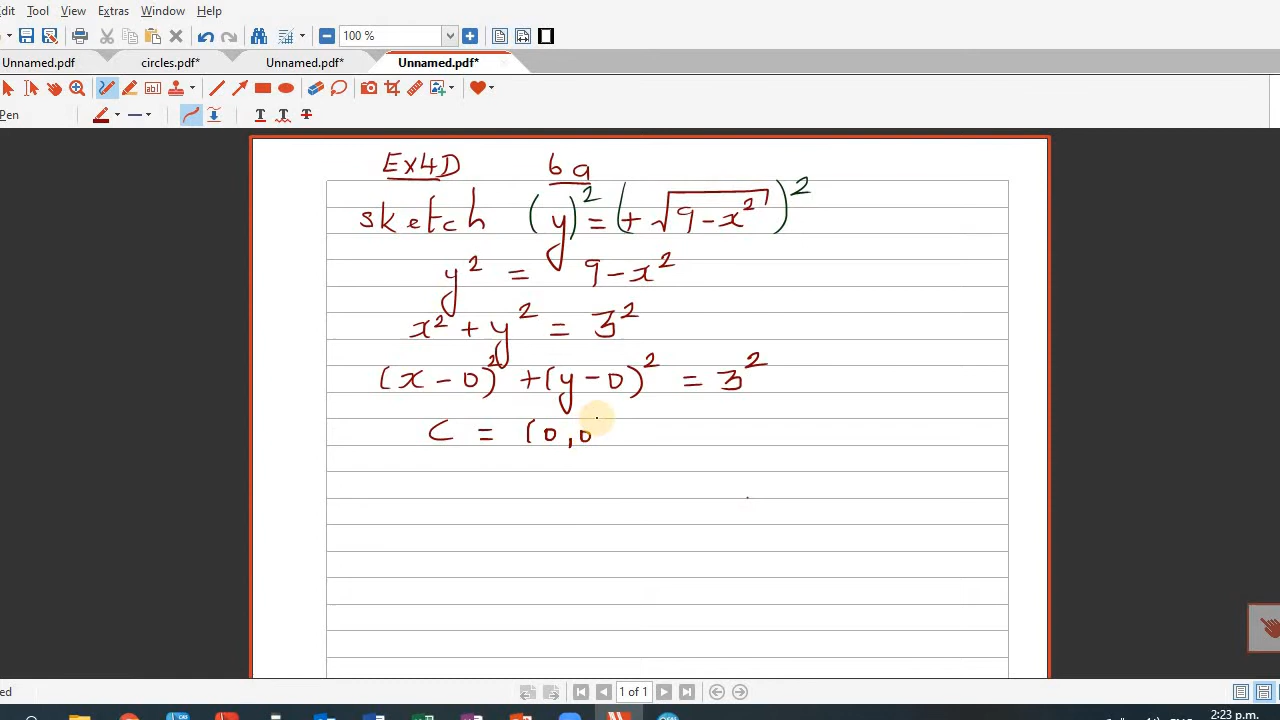 dit Tool View Extras Window Help
100 %
Unnamed.pdf circles.pdf* Unnamed.pdf* Unnamed.pdf*
Pen
Ex4D 6a
sketch (y)² = (+√9-x²)²
y² = 9-x²
x² + y² = 3²
(x-0)² + (y-0)² = 3²
C = (0,0
1 of 1
ed
2:23 p.m.